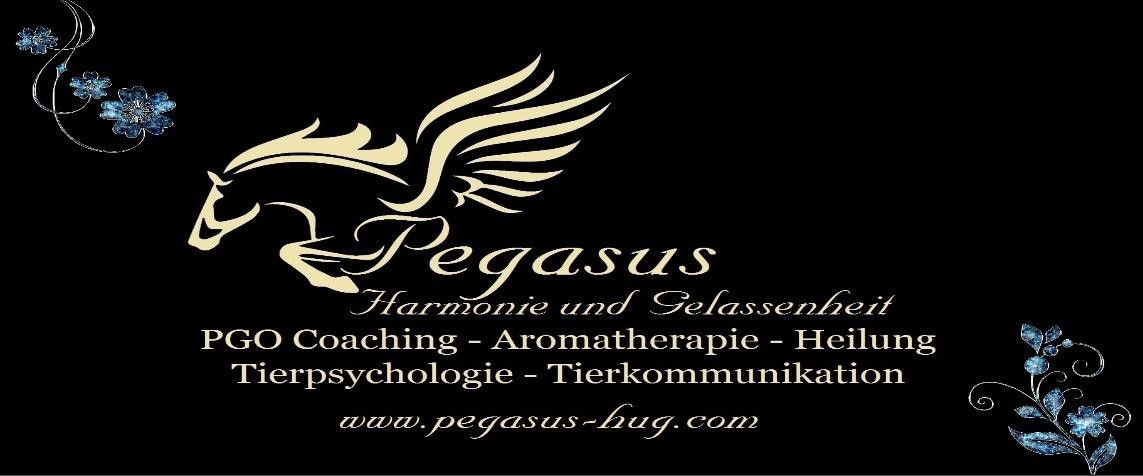 Pegasus
Harmonie und Gelassenheit
PGO Coaching - Aromatherapie - Heilung
Tierpsychologie - Tierkommunikation
www.pegasus-hug.com